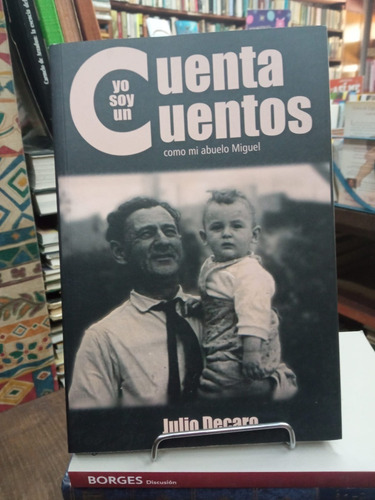 yo
soy
un
Cuenta
Cuentos
como mi abuelo Miguel
Julio Decaro
BORGES Discusión